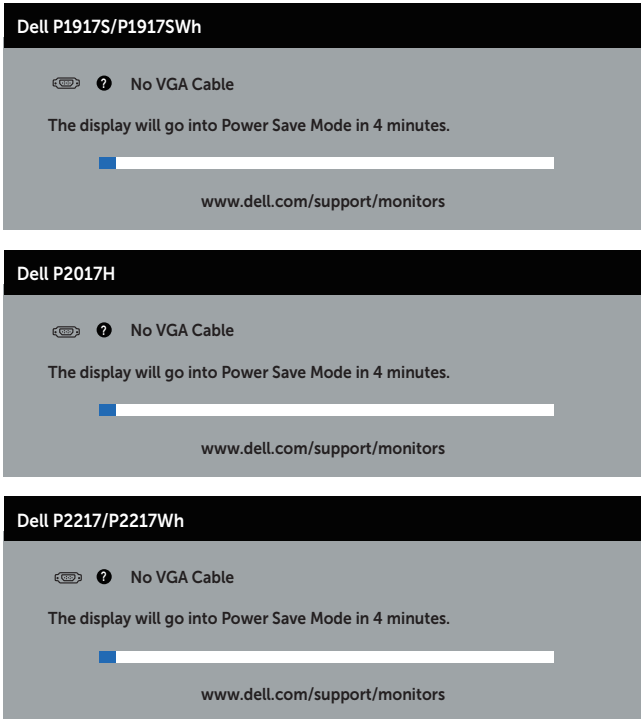 Dell P1917S/P1917SWh
? No VGA Cable
The display will go into Power Save Mode in 4 minutes.
www.dell.com/support/monitors
Dell P2017H
? No VGA Cable
The display will go into Power Save Mode in 4 minutes.
www.dell.com/support/monitors
Dell P2217/P2217Wh
? No VGA Cable
The display will go into Power Save Mode in 4 minutes.
www.dell.com/support/monitors